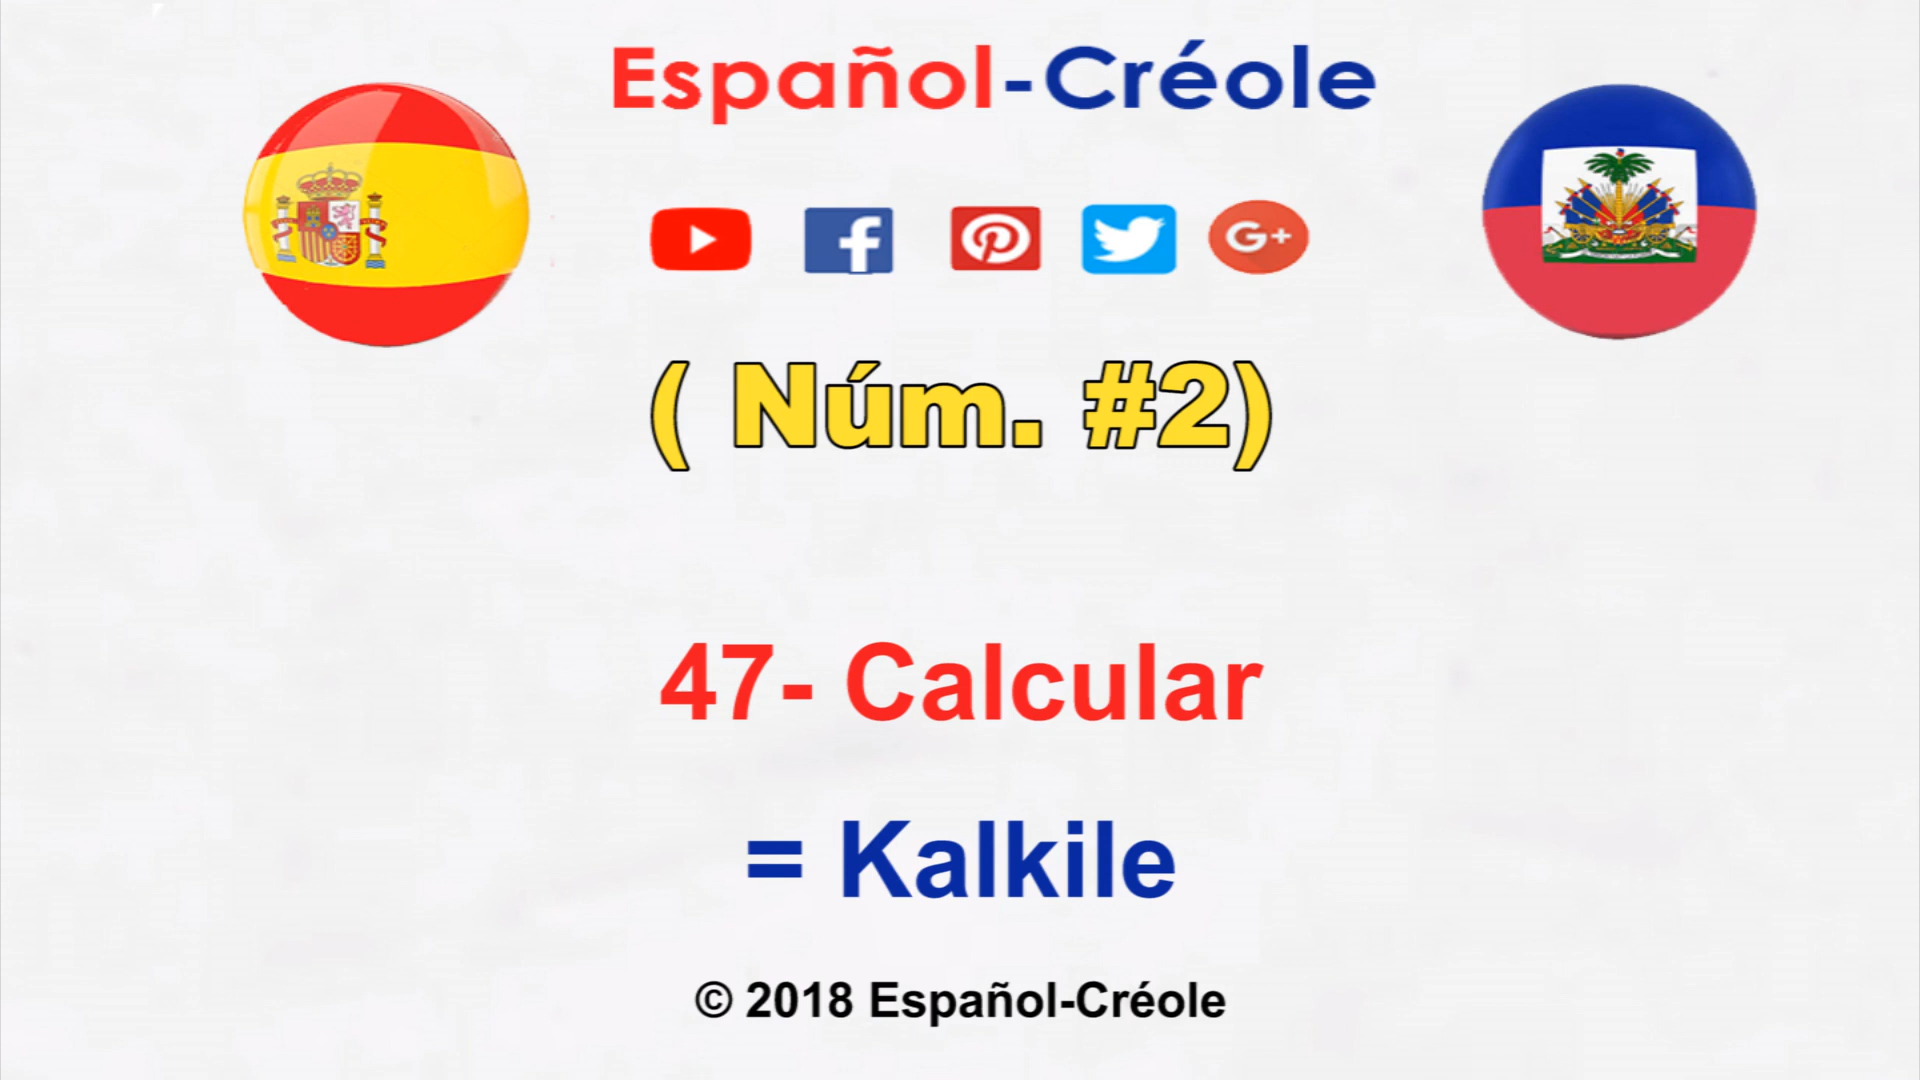 Español-Créole
G+
( Núm. #2)
47- Calcular
= Kalkile
© 2018 Español-Créole